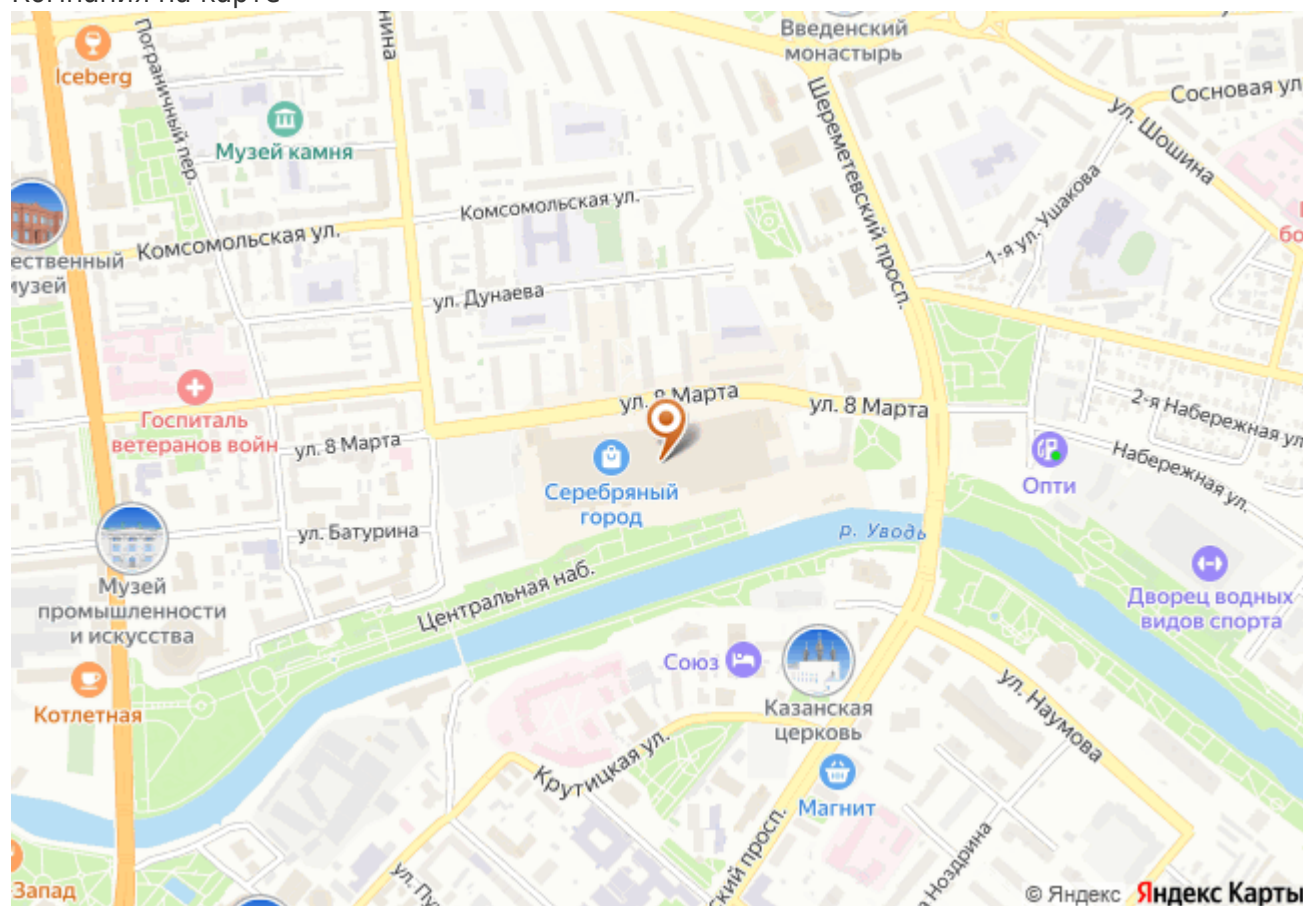 Компания на карте
Введенский
монастырь
Iceberg
Пограничный пер.
Сосновая ул
ул. Шошина
Музей камня
Шереметевский просп.
1-я ул. Ушакова
Комсомольская ул.
Комсомольская ул.
ул. Дунаева
ул. 8 Марта
ул. 8 Марта
2-я Набережная ул
Госпиталь
ветеранов войн
ул. 8 Марта
Набережная ул.
Серебряный
город
Опти
ул. Батурина
р. Уводь
Музей
промышленности
и искусства
Центральная наб.
Дворец водных
видов спорта
Союз
Казанская
церковь
Котлетная
ул. Наумова
Крутицкая ул.
Магнит
Запад
© Яндекс Яндекс Карты